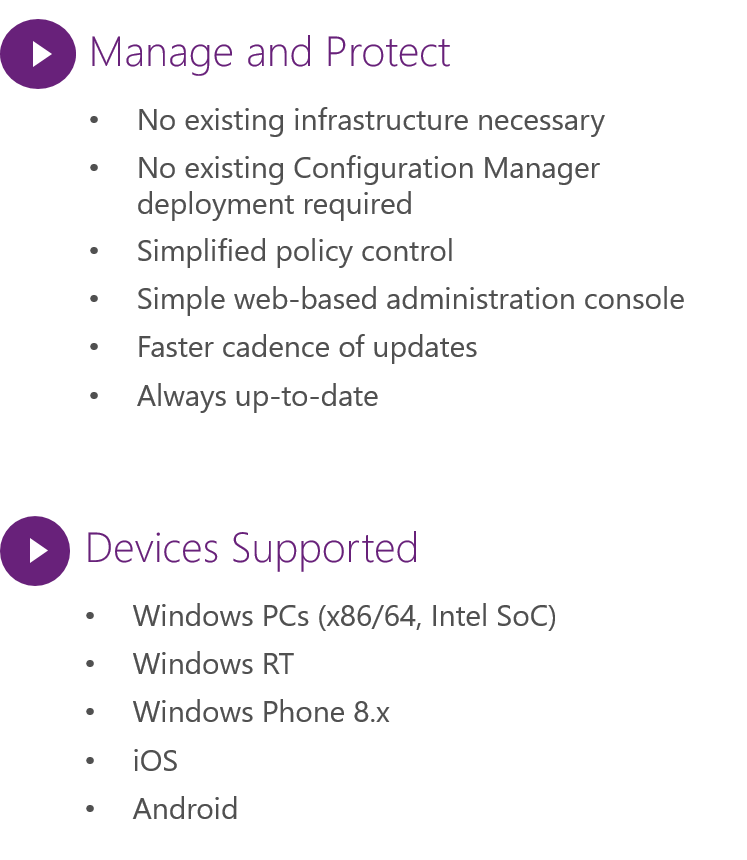 Manage and Protect
• No existing infrastructure necessary
• No existing Configuration Manager
deployment required
• Simplified policy control
• Simple web-based administration console
• Faster cadence of updates
• Always up-to-date
Devices Supported
• Windows PCs (x86/64, Intel SoC)
• Windows RT
• Windows Phone 8.x
• iOS
• Android